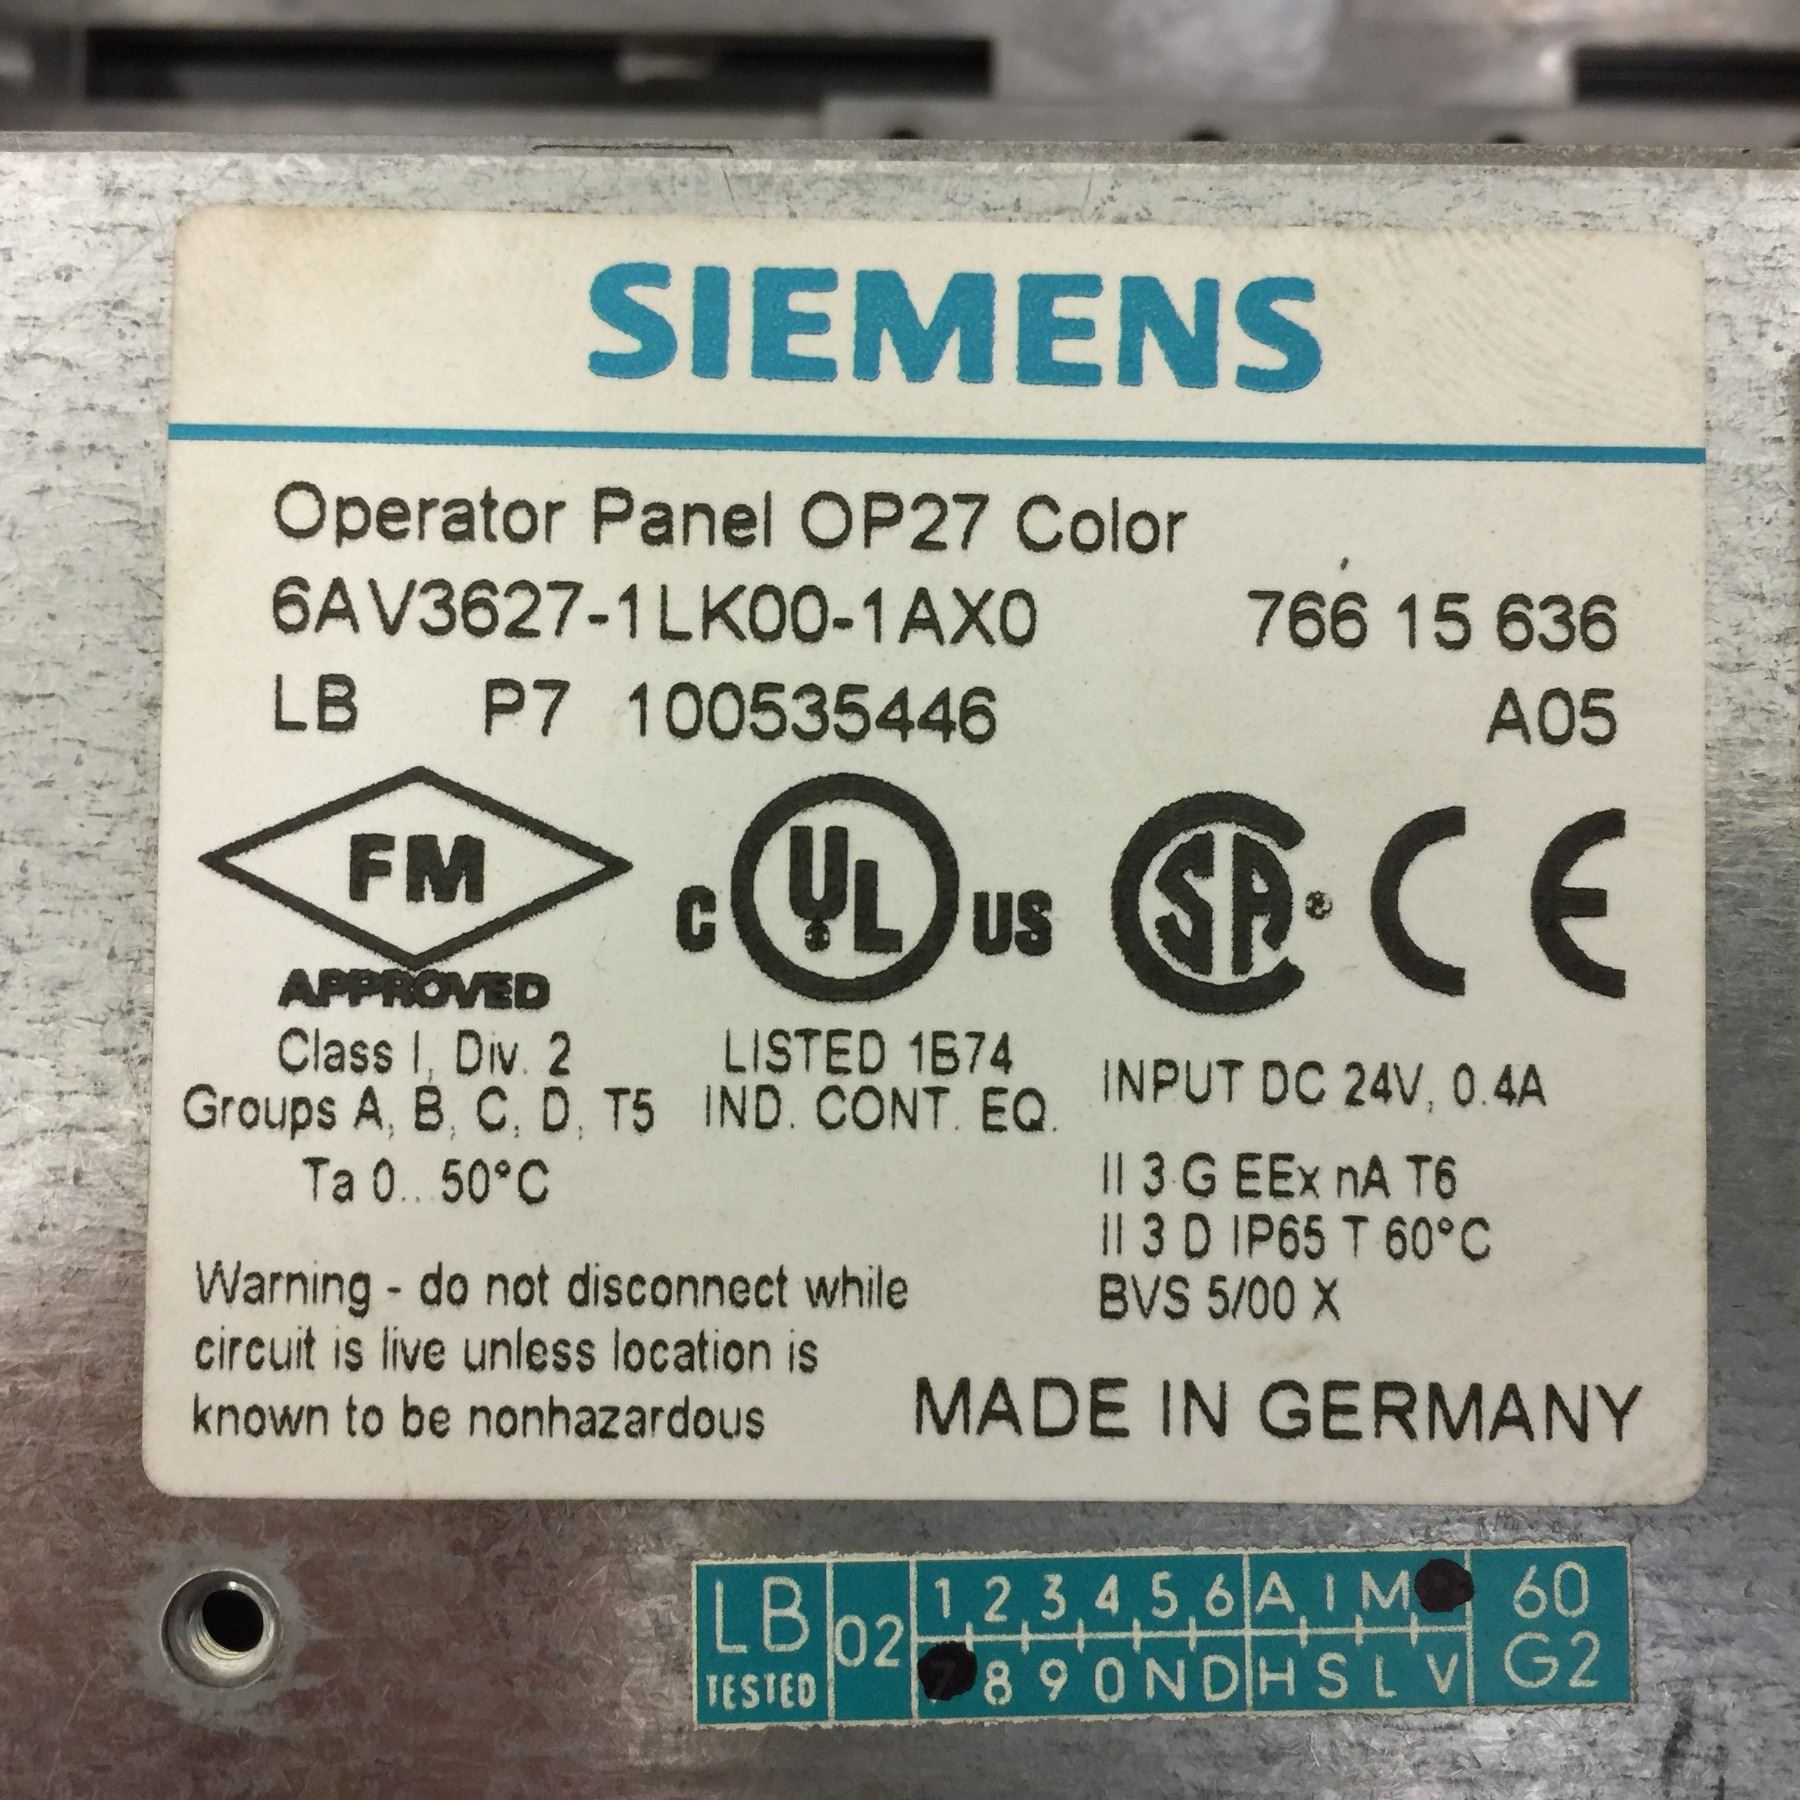 SIEMENS
Operator Panel OP27 Color
6AV3627-1LK00-1AX0 766 15 636
LB P7 100535446 A05
FM
APPROVED
C UL US
SA®
CE
Class I, Div. 2
Groups A, B, C, D, T5
Ta 0...50°C
LISTED 1B74
IND. CONT. EQ.
INPUT DC 24V, 0.4A
II 3 G EEx nA T6
II 3 D IP65 T 60°C
BVS 5/00 X
Warning - do not disconnect while
circuit is live unless location is
known to be nonhazardous
MADE IN GERMANY
LB
TESTED
02
1 2 3 4 5 6 A I M
7 8 9 0 N D H S L V
60
G2